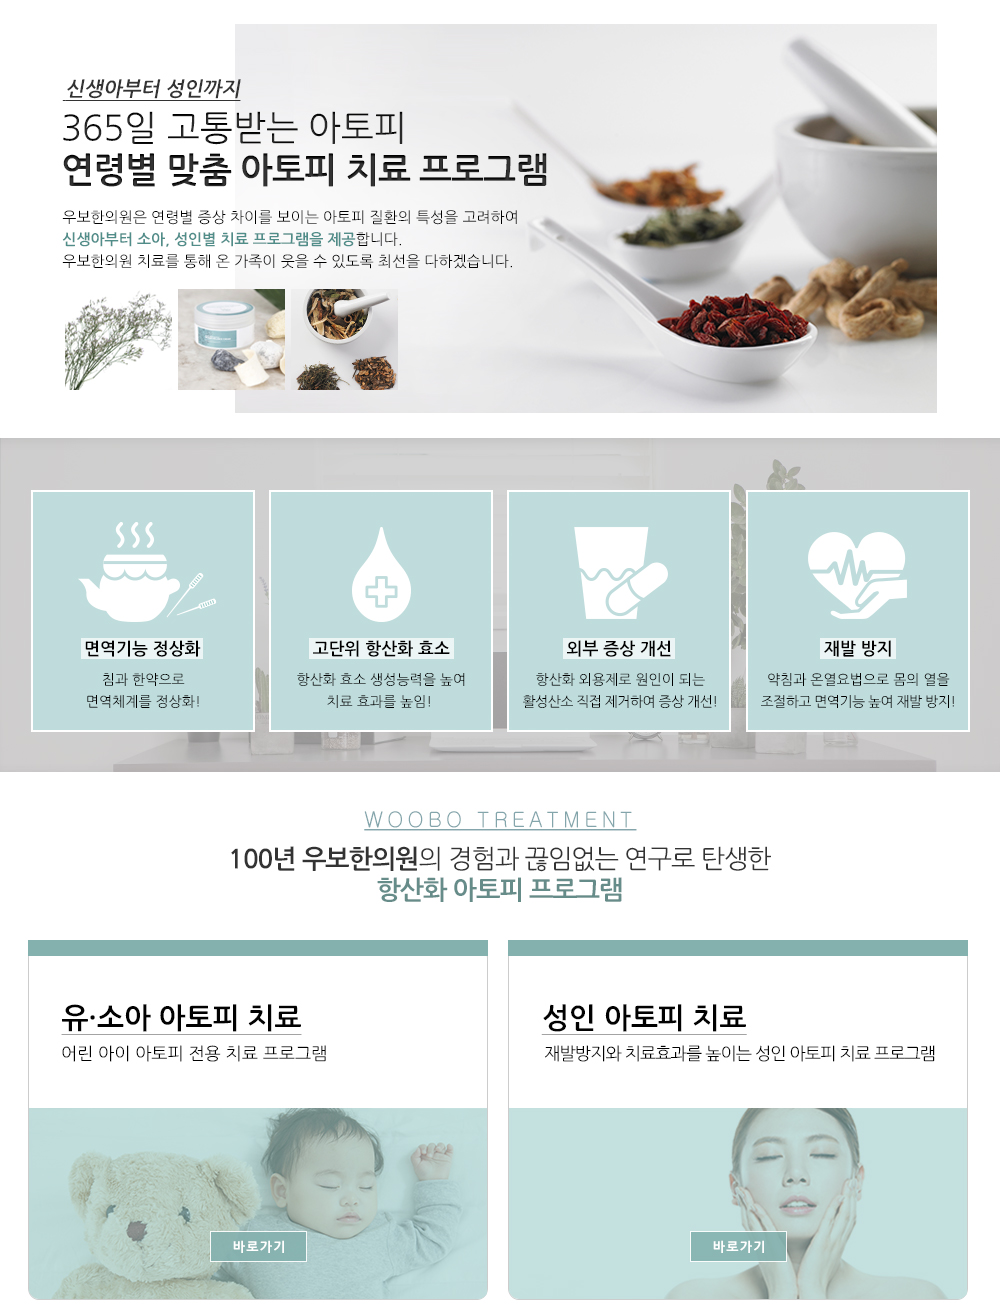 신생아부터 성인까지
365일 고통받는 아토피
연령별 맞춤 아토피 치료 프로그램
우보한의원은 연령별 증상 차이를 보이는 아토피 질환의 특성을 고려하여
신생아부터 소아, 성인별 치료 프로그램을 제공합니다.
우보한의원 치료를 통해 온 가족이 웃을 수 있도록 최선을 다하겠습니다.
면역기능 정상화
침과 한약으로
면역체계를 정상화!
고단위 항산화 효소
항산화 효소 생성능력을 높여
치료 효과를 높임!
외부 증상 개선
항산화 외용제로 원인이 되는
활성산소 직접 제거하여 증상 개선!
재발 방지
약침과 온열요법으로 몸의 열을
조절하고 면역기능 높여 재발 방지!
WOOBO TREATMENT
100년 우보한의원의 경험과 끊임없는 연구로 탄생한
항산화 아토피 프로그램
유·소아 아토피 치료
어린 아이 아토피 전용 치료 프로그램
바로가기
성인 아토피 치료
재발방지와 치료효과를 높이는 성인 아토피 치료 프로그램
바로가기